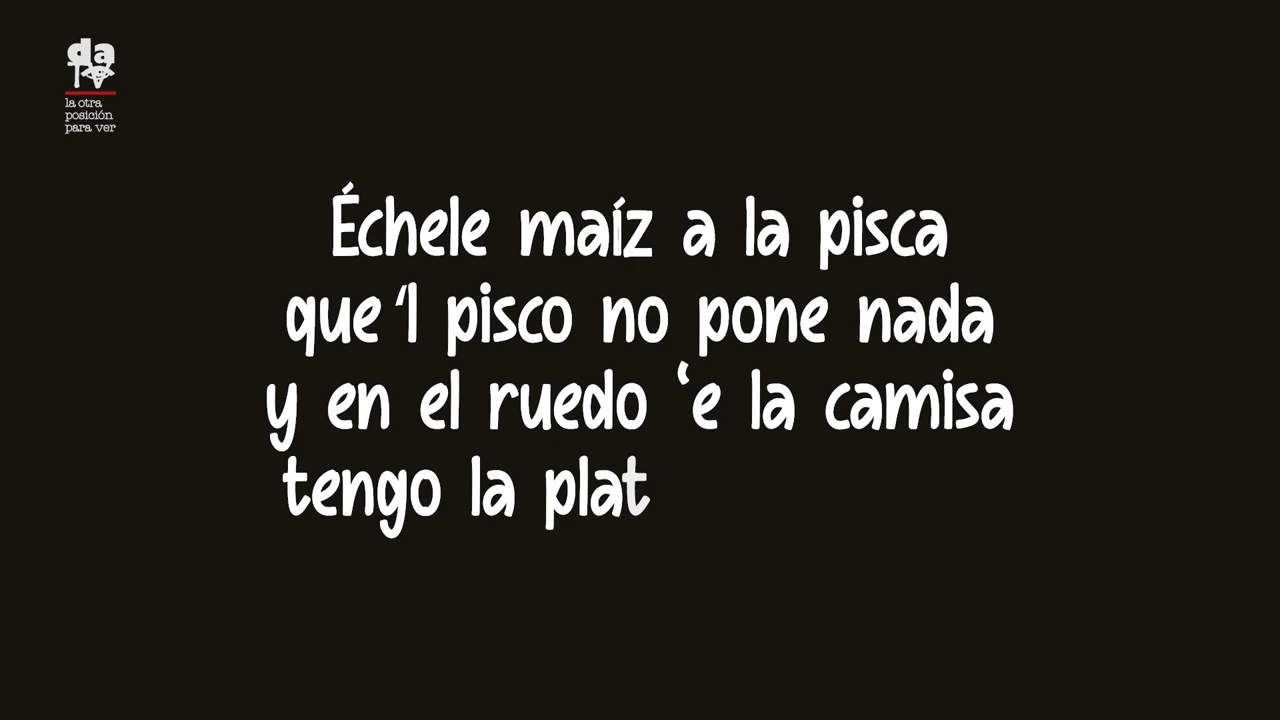 da
TV
la otra
posición
para ver
Échele maíz a la pisca
que 'l pisco no pone nada
y en el ruedo 'e la camisa
tengo la plat